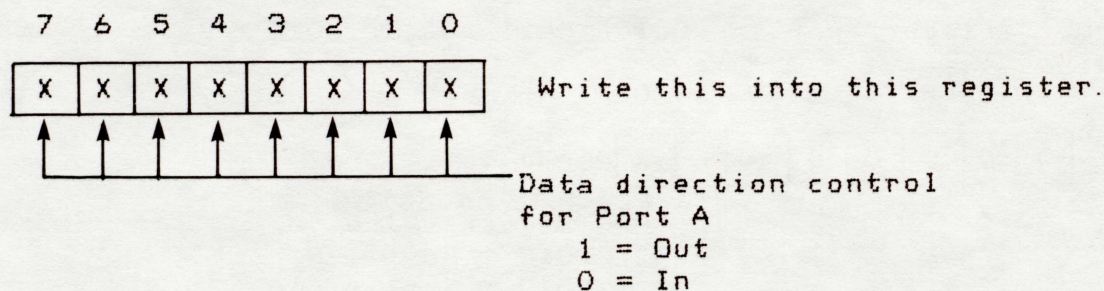 7 6 5 4 3 2 1 0
X X X X X X X X Write this into this register.
Data direction control
for Port A
1 = Out
0 = In